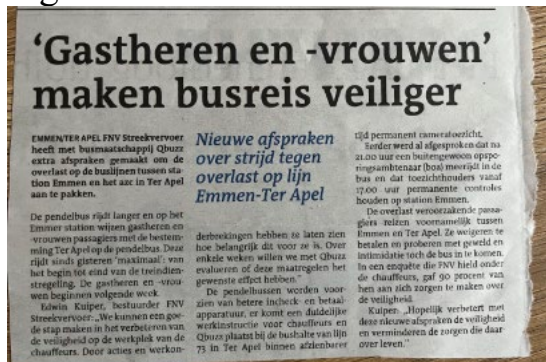 ‘Gastheren en -vrouwen’
maken busreis veiliger
EMMEN/TER APEL FNV Streekvervoer
heeft met busmaatschappij Qbuzz
extra afspraken gemaakt om de
overlast op de buslijnen tussen sta-
tion Emmen en het azc in Ter Apel
aan te pakken.
De pendelbus rijdt langer en op het
Emmer station wijzen gastheren en
-vrouwen passagiers met de bestem-
ming Ter Apel op de pendelbus. Deze
rijdt sinds gisteren ‘maximaal’: van
het begin tot eind van de treindien-
stregeling. De gastheren en -vrou-
wen beginnen volgende week.
Edwin Kuiper, bestuurder FNV
Streekvervoer: „We kunnen een goe-
de stap maken in het verbeteren van
de veiligheid op de werkplek van de
chauffeurs. Door acties en werkon-
Nieuwe afspraken
over strijd tegen
overlast op lijn
Emmen-Ter Apel
derbrekingen hebben ze laten zien
hoe belangrijk dit voor ze is. Over
enkele weken willen we met Qbuzz
evalueren of deze maatregelen het
gewenste effect hebben.”
De pendelbussen worden voor-
zien van betere incheck- en betaal-
apparatuur, er komt een duidelijke
werkinstructie voor chauffeurs en
Qbuzz plaatst bij de bushalte van lijn
73 in Ter Apel binnen afzienbare
tijd permanent cameratoezicht.
Eerder werd al afgesproken dat na
21.00 uur een buitengewoon opspo-
ringsambtenaar (boa) meerijdt in de
bus en dat toezichthouders vanaf
17.00 uur permanente controles
houden op station Emmen.
De overlast veroorzakende passa-
giers reizen voornamelijk tussen
Emmen en Ter Apel. Ze weigeren te
betalen en proberen met geweld en
intimidatie toch de bus in te komen.
In een enquête die FNV hield onder
de chauffeurs, gaf 90 procent van
hen aan zich zorgen te maken over
de veiligheid.
Kuiper: „Hopelijk verbetert met
deze nieuwe afspraken de veiligheid
en verminderen de zorgen die daar-
over leven.”